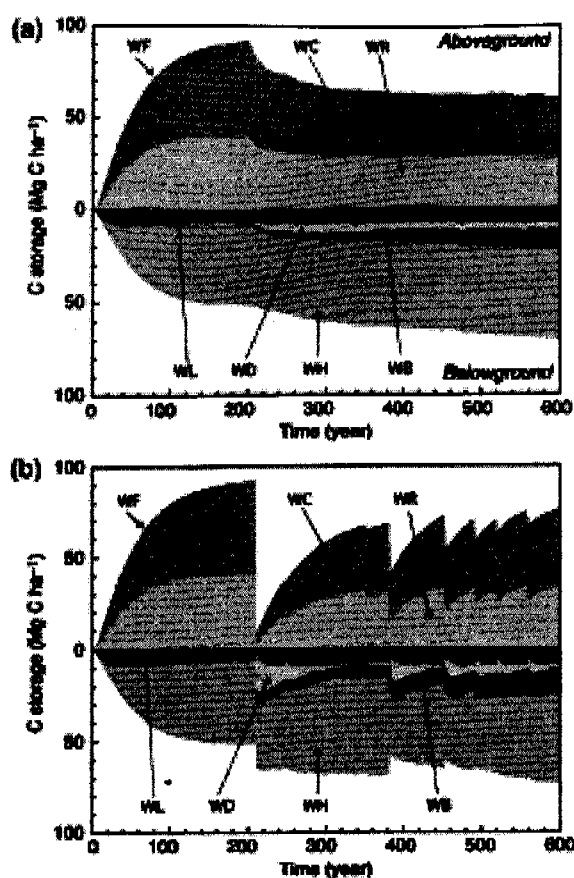 (a)
100
WF
WC
WR
Aboveground
50
0
50
100
C storage (Mg C ha⁻¹)
WL
WD
WH
WB
Belowground
0
100
200
300
400
500
600
Time (year)
(b)
100
WF
WC
WR
50
0
50
100
C storage (Mg C ha⁻¹)
WL
WD
WH
WB
0
100
200
300
400
500
600
Time (year)